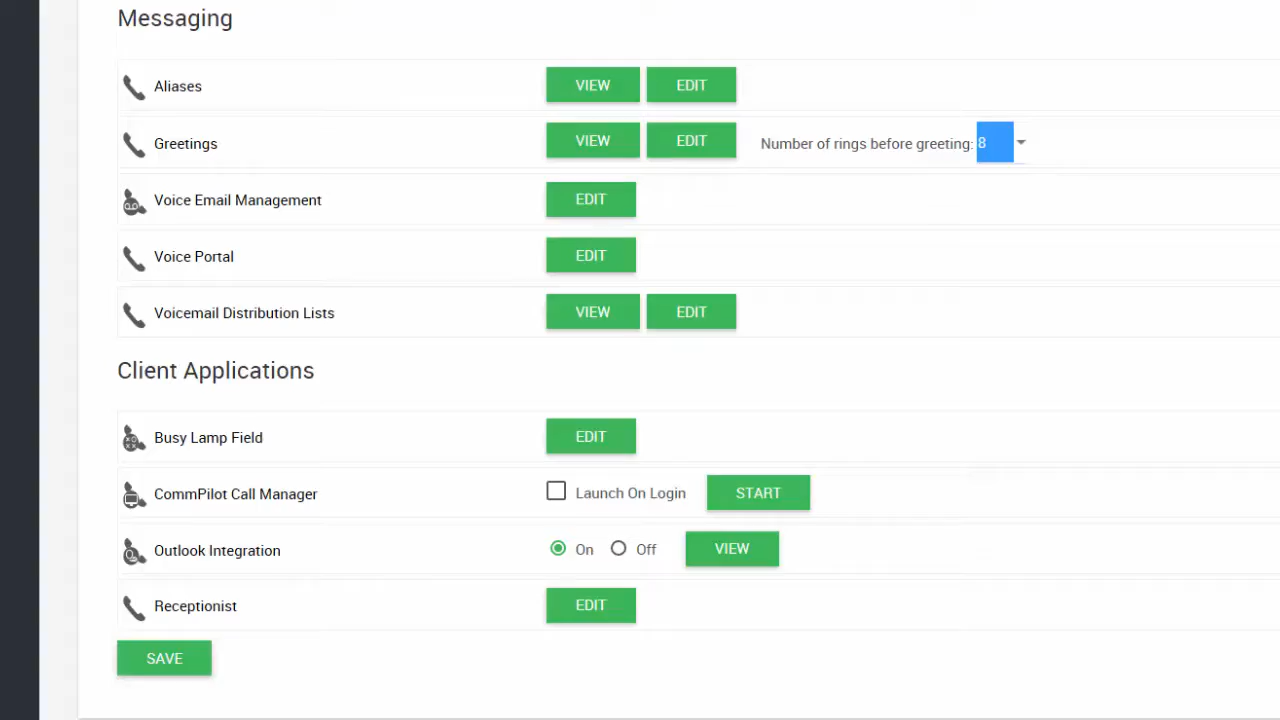 Messaging
Aliases VIEW EDIT
Greetings VIEW EDIT Number of rings before greeting: 8
Voice Email Management EDIT
Voice Portal EDIT
Voicemail Distribution Lists VIEW EDIT
Client Applications
Busy Lamp Field EDIT
CommPilot Call Manager Launch On Login START
Outlook Integration On Off VIEW
Receptionist EDIT
SAVE